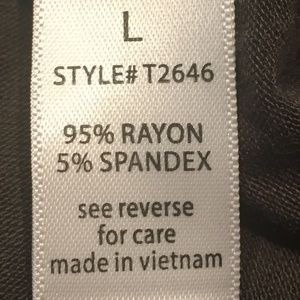 L
STYLE# T2646
95% RAYON
5% SPANDEX
see reverse
for care
made in vietnam